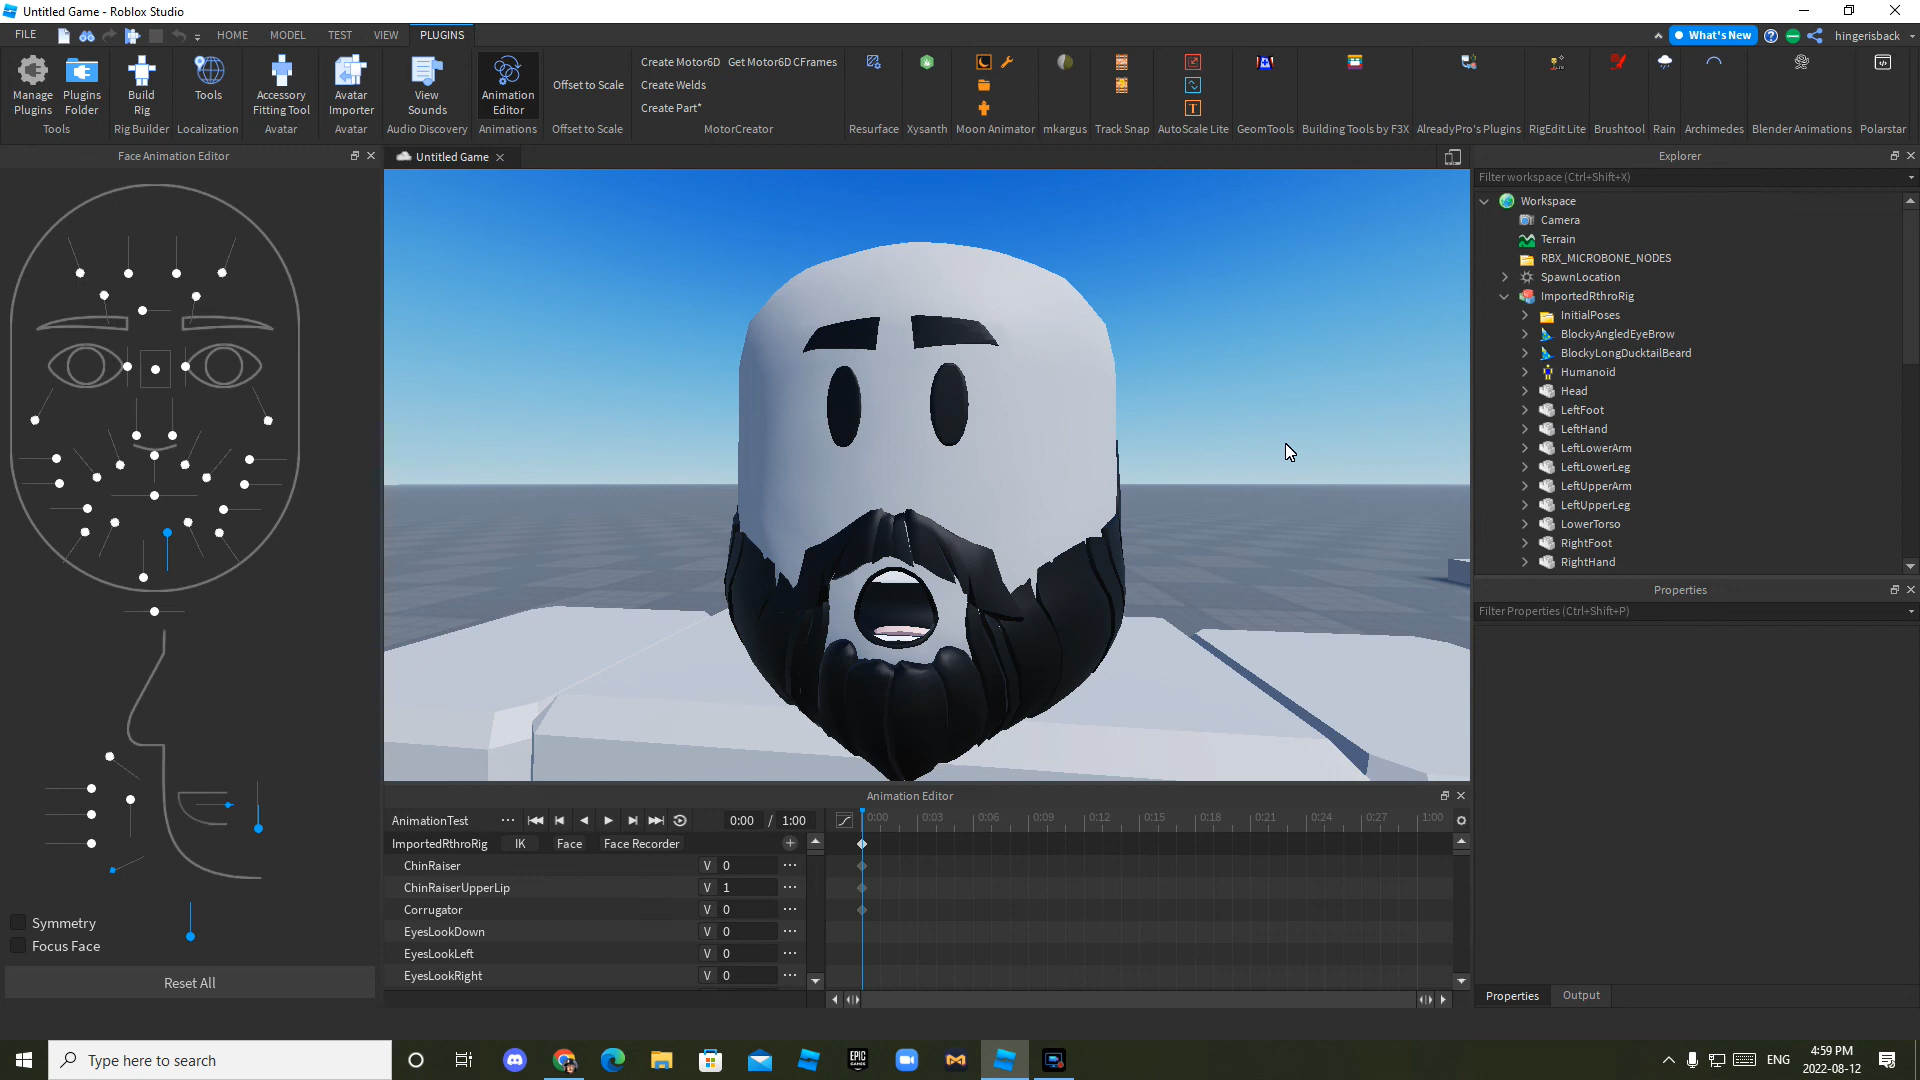 Untitled Game - Roblox Studio
FILE HOME MODEL TEST VIEW PLUGINS What's New hingerisback
Manage Plugins
Plugins Folder
Build Rig
Tools
Accessory Fitting Tool
Avatar Importer
View Sounds
Animation Editor
Offset to Scale
Create Motor6D Get Motor6D CFrames
Create Welds
Create Part*
Tools Rig Builder Localization Avatar Avatar Audio Discovery Animations Offset to Scale MotorCreator Resurface Xysanth Moon Animator mkargus Track Snap AutoScale Lite GeomTools Building Tools by F3X AlreadyPro's Plugins RigEdit Lite Brushtool Rain Archimedes Blender Animations Polarstar
Face Animation Editor
Untitled Game
Explorer
Filter workspace (Ctrl+Shift+X)
Workspace
Camera
Terrain
RBX_MICROBONE_NODES
SpawnLocation
ImportedRthroRig
InitialPoses
BlockyAngledEyeBrow
BlockyLongDucktailBeard
Humanoid
Head
LeftFoot
LeftHand
LeftLowerArm
LeftLowerLeg
LeftUpperArm
LeftUpperLeg
LowerTorso
RightFoot
RightHand
Properties
Filter Properties (Ctrl+Shift+P)
Properties Output
Symmetry
Focus Face
Reset All
Animation Editor
AnimationTest ··· 0:00 / 1:00
0:00 0:03 0:06 0:09 0:12 0:15 0:18 0:21 0:24 0:27 1:00
ImportedRthroRig IK Face Face Recorder
ChinRaiser V 0
ChinRaiserUpperLip V 1
Corrugator V 0
EyesLookDown V 0
EyesLookLeft V 0
EyesLookRight V 0
Type here to search
EPIC GAMES
ENG
4:59 PM
2022-08-12